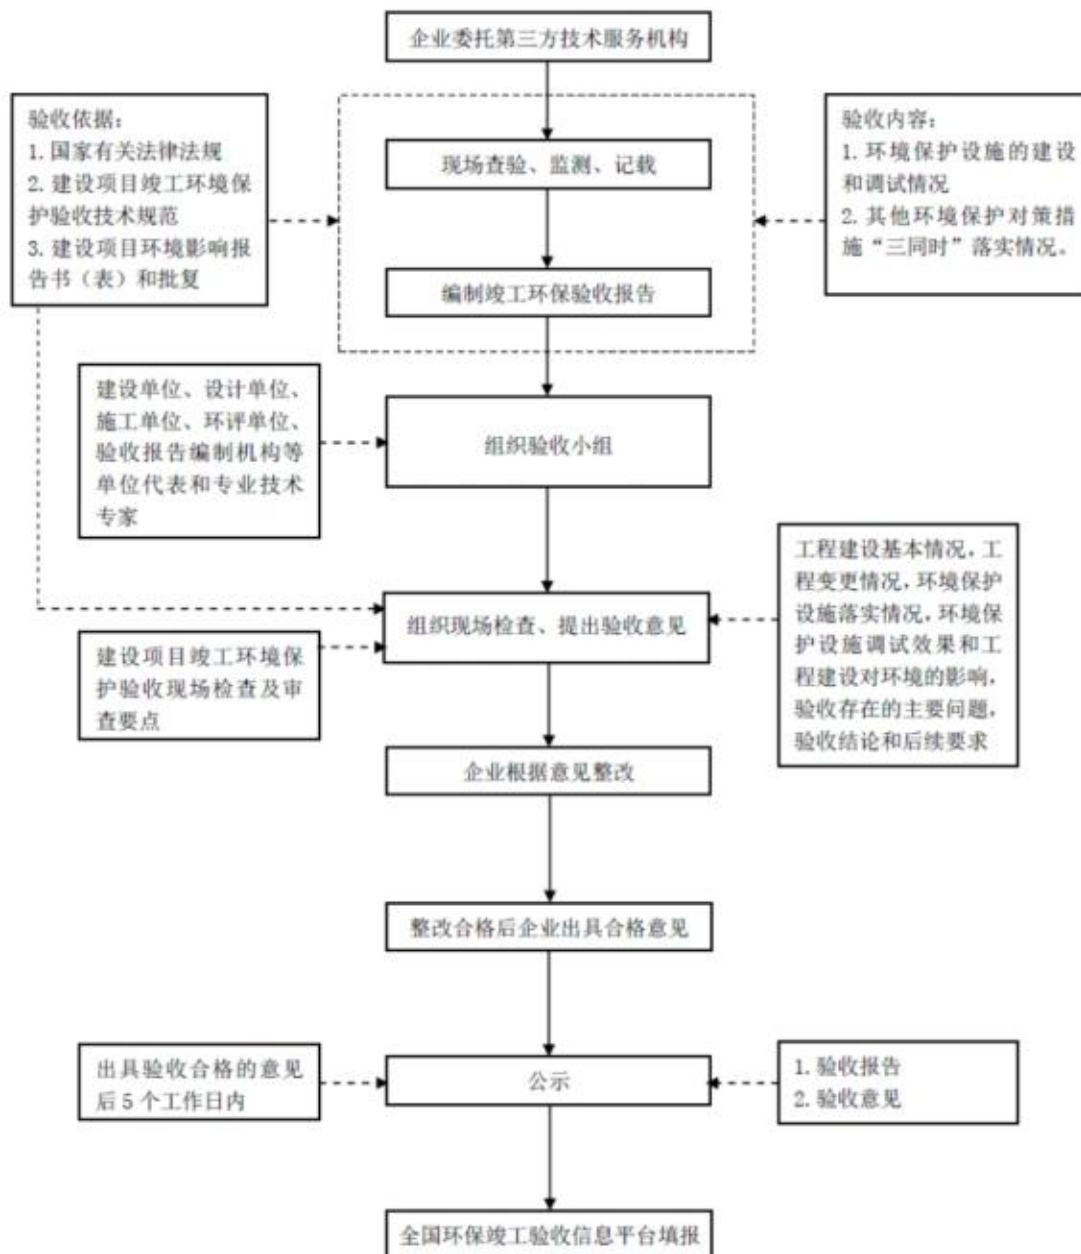 企业委托第三方技术服务机构
验收依据：
1. 国家有关法律法规
2. 建设项目竣工环境保
护验收技术规范
3. 建设项目环境影响报
告书（表）和批复
现场查验、监测、记载
验收内容：
1. 环境保护设施的建设
和调试情况
2. 其他环境保护对策措
施“三同时”落实情况。
编制竣工环保验收报告
建设单位、设计单位、
施工单位、环评单位、
验收报告编制机构等
单位代表和专业技术
专家
组织验收小组
组织现场检查、提出验收意见
工程建设基本情况，工
程变更情况，环境保护
设施落实情况，环境保
护设施调试效果和工
程建设对环境的影响，
验收存在的主要问题，
验收结论和后续要求
建设项目竣工环境保
护验收现场检查及审
查要点
企业根据意见整改
整改合格后企业出具合格意见
出具验收合格的意见
后 5 个工作日内
公示
1. 验收报告
2. 验收意见
全国环保竣工验收信息平台填报